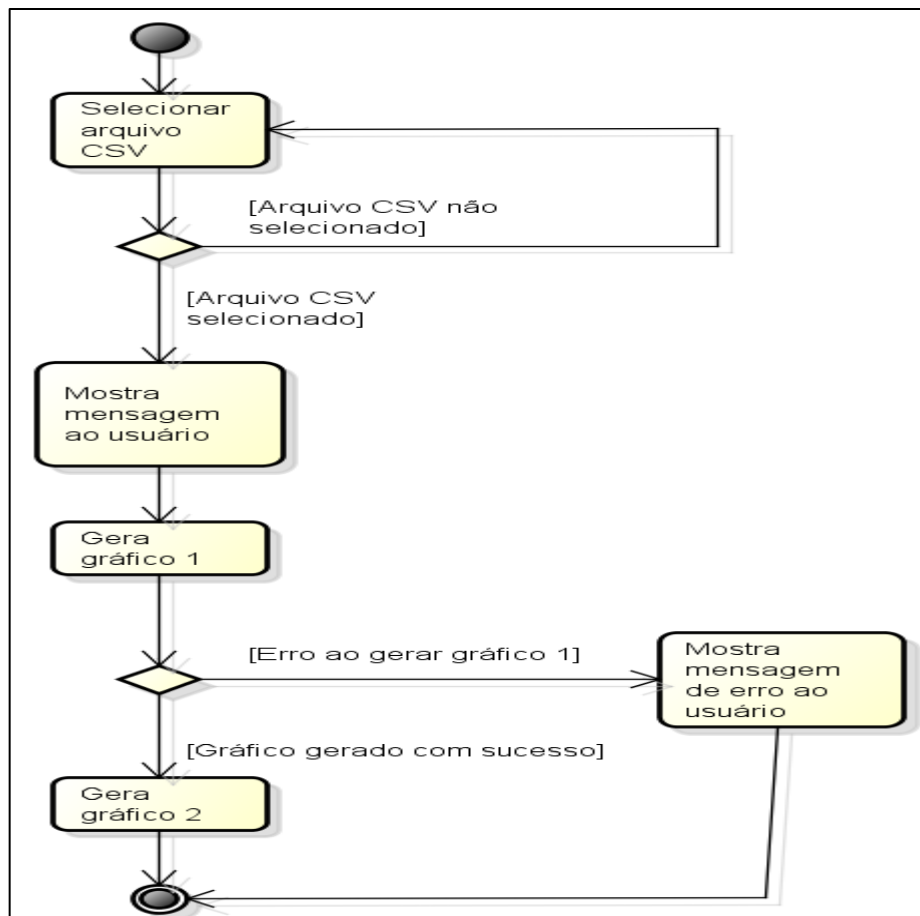 Selecionar
arquivo
CSV
[Arquivo CSV não
selecionado]
[Arquivo CSV
selecionado]
Mostra
mensagem
ao usuário
Gera
gráfico 1
[Erro ao gerar gráfico 1]
Mostra
mensagem
de erro ao
usuário
[Gráfico gerado com sucesso]
Gera
gráfico 2